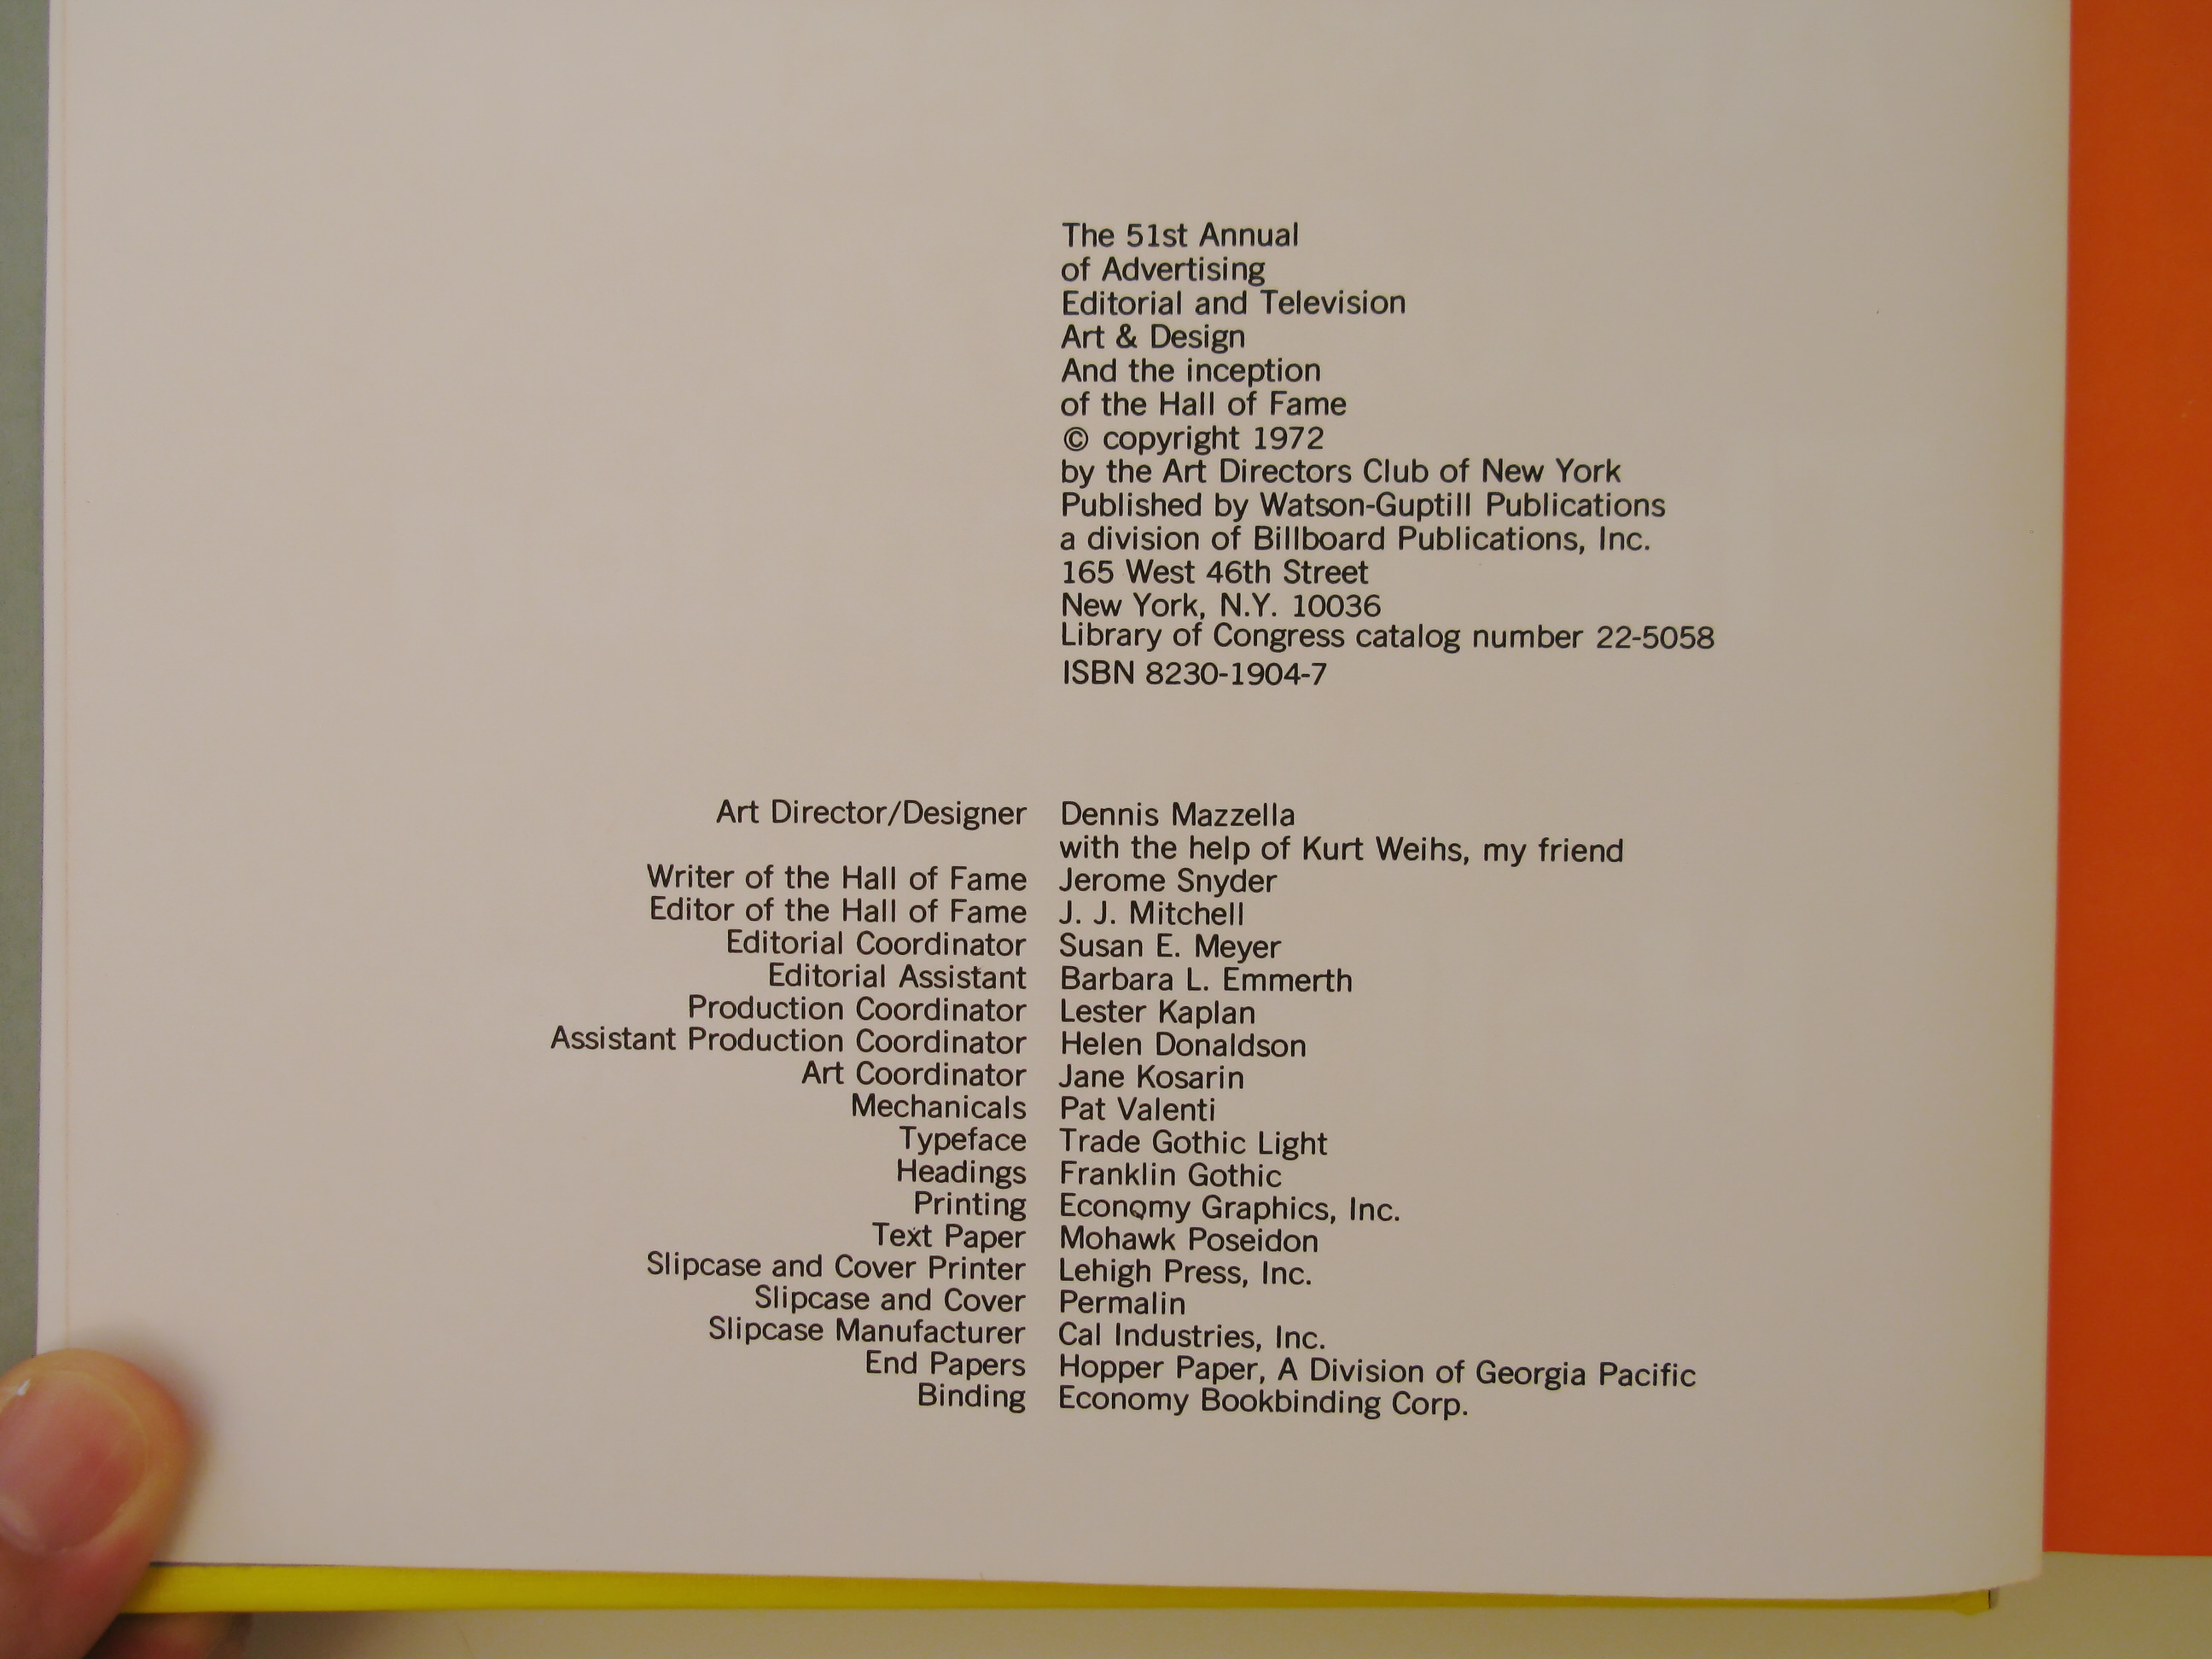 The 51st Annual
of Advertising
Editorial and Television
Art & Design
And the inception
of the Hall of Fame
© copyright 1972
by the Art Directors Club of New York
Published by Watson-Guptill Publications
a division of Billboard Publications, Inc.
165 West 46th Street
New York, N.Y. 10036
Library of Congress catalog number 22-5058
ISBN 8230-1904-7
Art Director/Designer Dennis Mazzella
with the help of Kurt Weihs, my friend
Writer of the Hall of Fame Jerome Snyder
Editor of the Hall of Fame J. J. Mitchell
Editorial Coordinator Susan E. Meyer
Editorial Assistant Barbara L. Emmerth
Production Coordinator Lester Kaplan
Assistant Production Coordinator Helen Donaldson
Art Coordinator Jane Kosarin
Mechanicals Pat Valenti
Typeface Trade Gothic Light
Headings Franklin Gothic
Printing Economy Graphics, Inc.
Text Paper Mohawk Poseidon
Slipcase and Cover Printer Lehigh Press, Inc.
Slipcase and Cover Permalin
Slipcase Manufacturer Cal Industries, Inc.
End Papers Hopper Paper, A Division of Georgia Pacific
Binding Economy Bookbinding Corp.